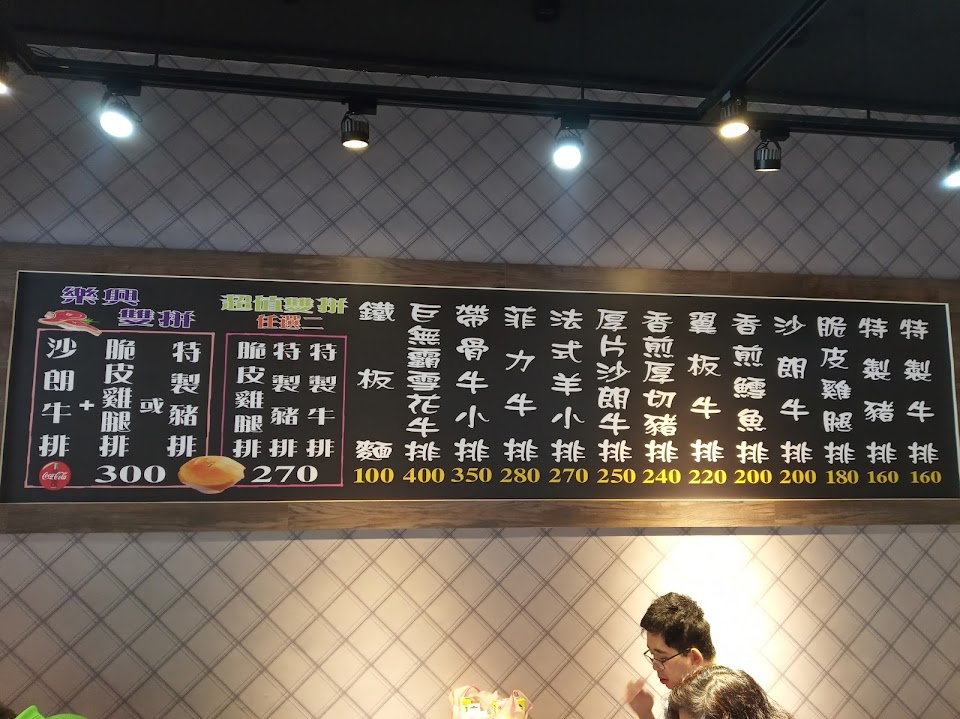 特製牛排 160
特製豬排 160
脆皮雞腿排 180
沙朗牛排 200
香煎鱈魚排 200
翼板牛排 220
香煎厚切豬排 240
厚片沙朗牛排 250
法式羊小排 270
菲力牛排 280
帶骨牛小排 350
巨無霸雪花牛排 400
鐵板麵 100
超值雙拼
任選二
特製牛排
特製豬排
脆皮雞腿排
270
樂興
雙拼
特製豬排
或
脆皮雞腿排
+
沙朗牛排
300
Coca-Cola